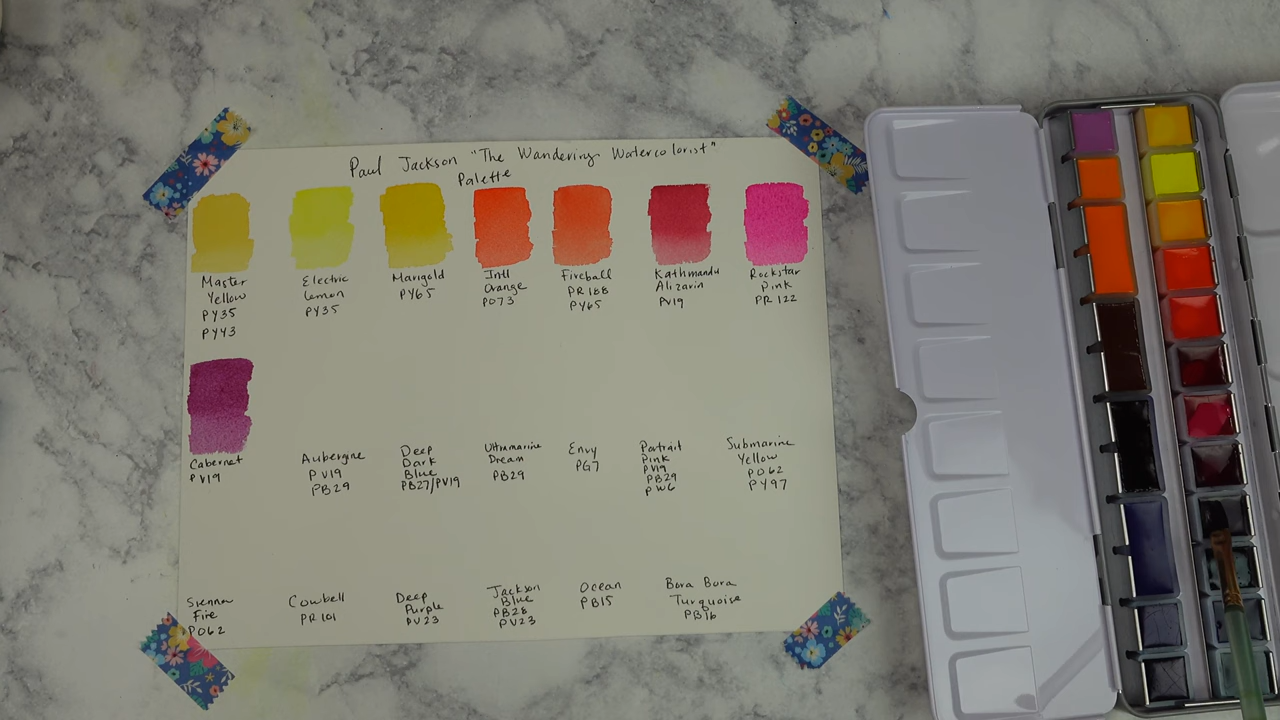 Paul Jackson "The Wandering Watercolorist"
Palette
Master
Yellow
PY35
PY43
Electric
Lemon
PY35
Marigold
PY65
Intl
Orange
PO73
Fireball
PR188
PY65
Kathmandu
Alizarin
PV19
Rockstar
Pink
PR 122
Cabernet
PV19
Aubergine
PV19
PB29
Deep
Dark
Blue
PB27/PV19
Ultramarine
Dream
PB29
Envy
PG7
Portrait
Pink
PV19
PB29
PW6
Submarine
Yellow
PO62
PY97
Sienna
Fire
PO62
Cowbell
PR101
Deep
Purple
PV23
Jackson
Blue
PB28
PV23
Ocean
PB15
Bora Bora
Turquoise
PB16